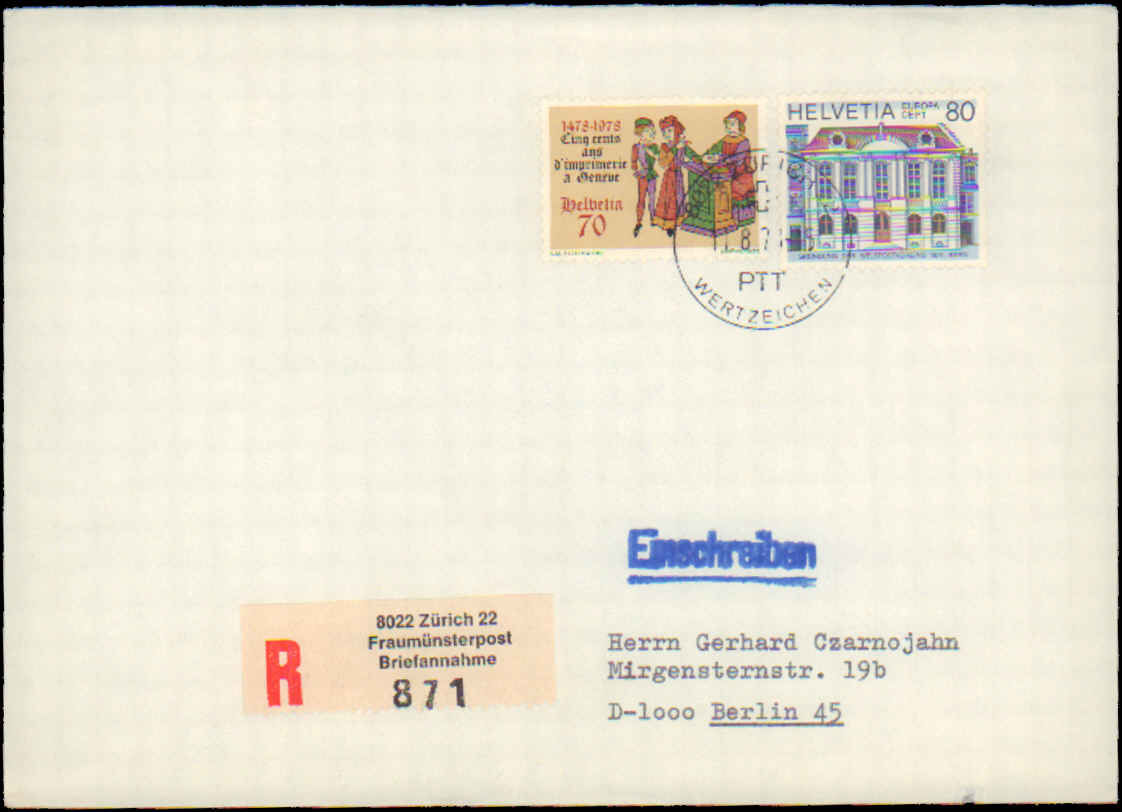 1478-1978
Cinq cents
ans
d'imprimerie
à Genève
Helvetia
70
HELVETIA EUROPA CEPT 80
PTT
WERTZEICHEN
Einschreiben
R
8022 Zürich 22
Fraumünsterpost
Briefannahme
871
Herrn Gerhard Czarnojahn
Mirgensternstr. 19b
D-1000 Berlin 45